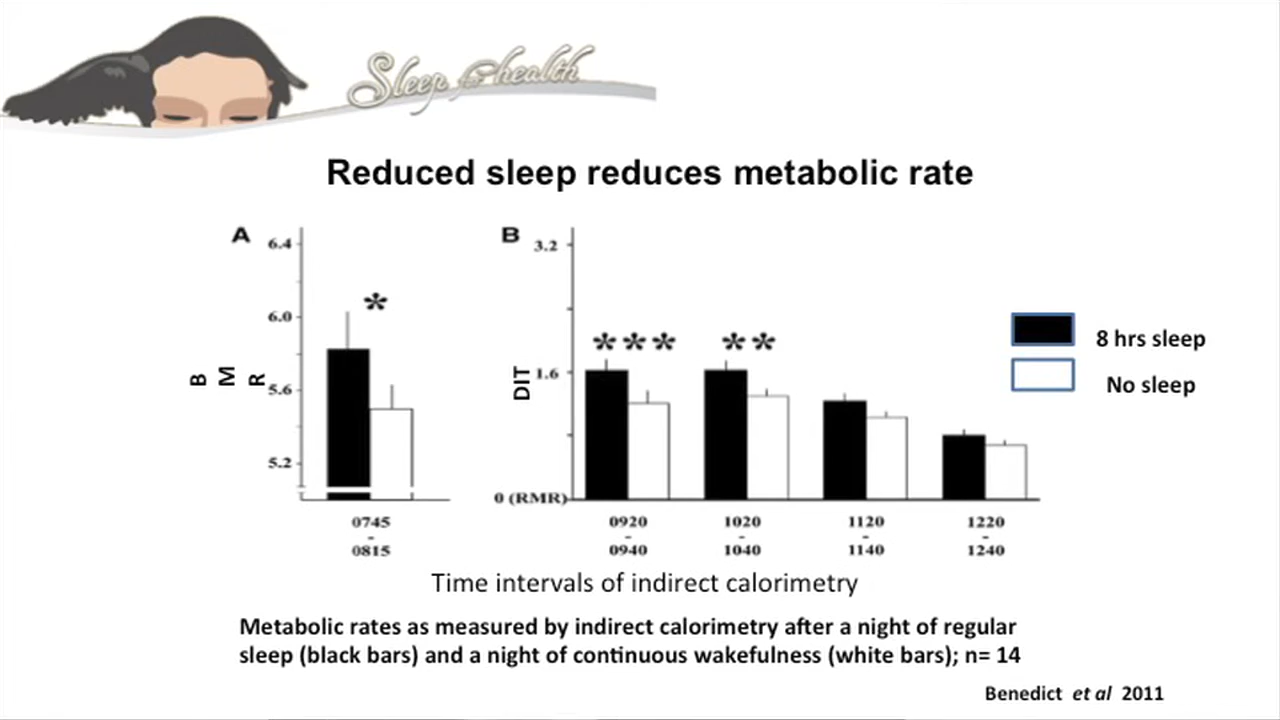 Sleep for health
Reduced sleep reduces metabolic rate
A
6.4
6.0
5.6
5.2
B
M
R
*
0745
-
0815
B
3.2
1.6
0 (RMR)
DIT
***
**
0920
-
0940
1020
-
1040
1120
-
1140
1220
-
1240
8 hrs sleep
No sleep
Time intervals of indirect calorimetry
Metabolic rates as measured by indirect calorimetry after a night of regular
sleep (black bars) and a night of continuous wakefulness (white bars); n= 14
Benedict et al 2011